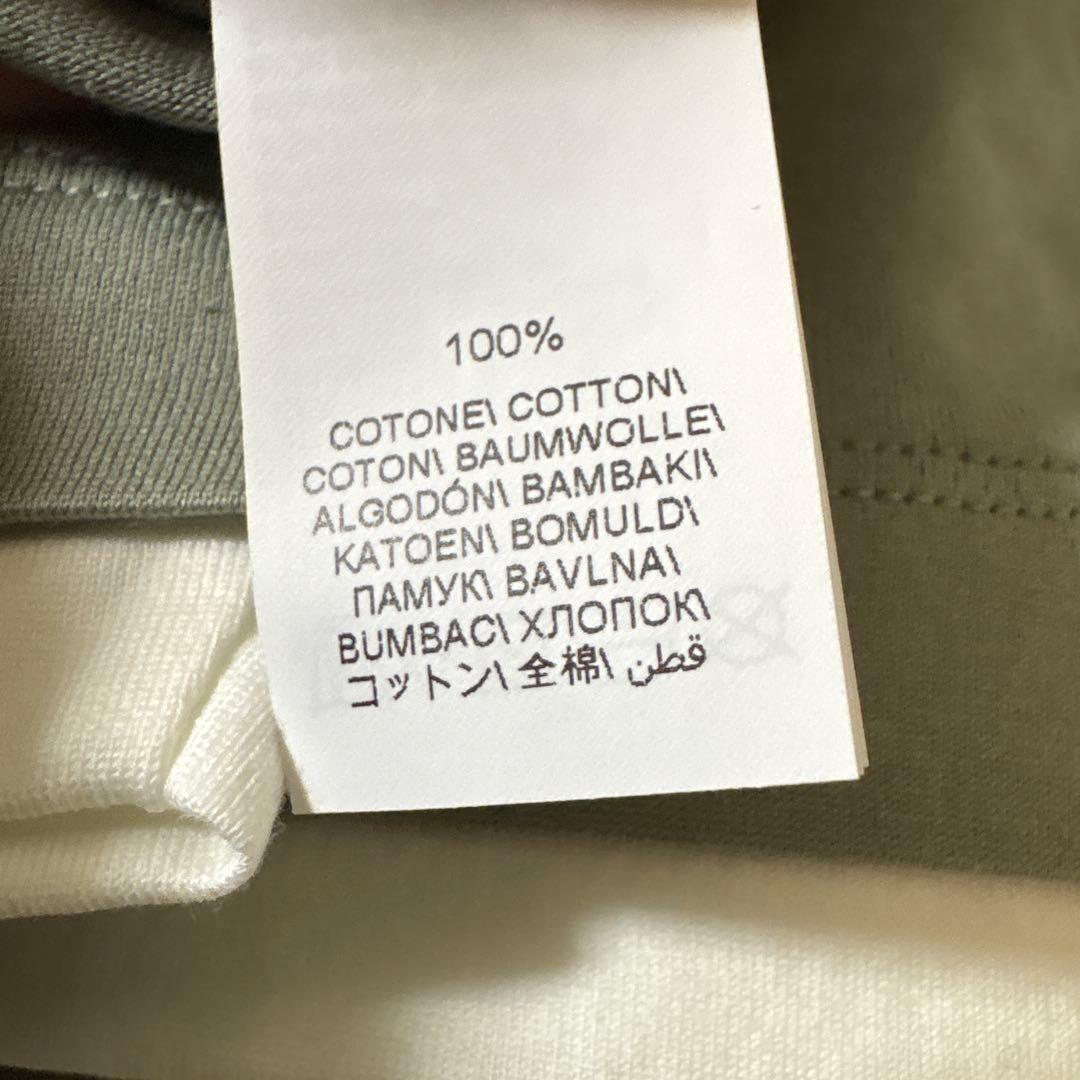 100%
COTONE\ COTTON\
COTON\ BAUMWOLLE\
ALGODÓN\ BAMBAKI\
KATOEN\ BOMULD\
ПАМУК\ BAVLNA\
BUMBAC\ ХЛОПОК\
コットン\ 全棉\ قطن